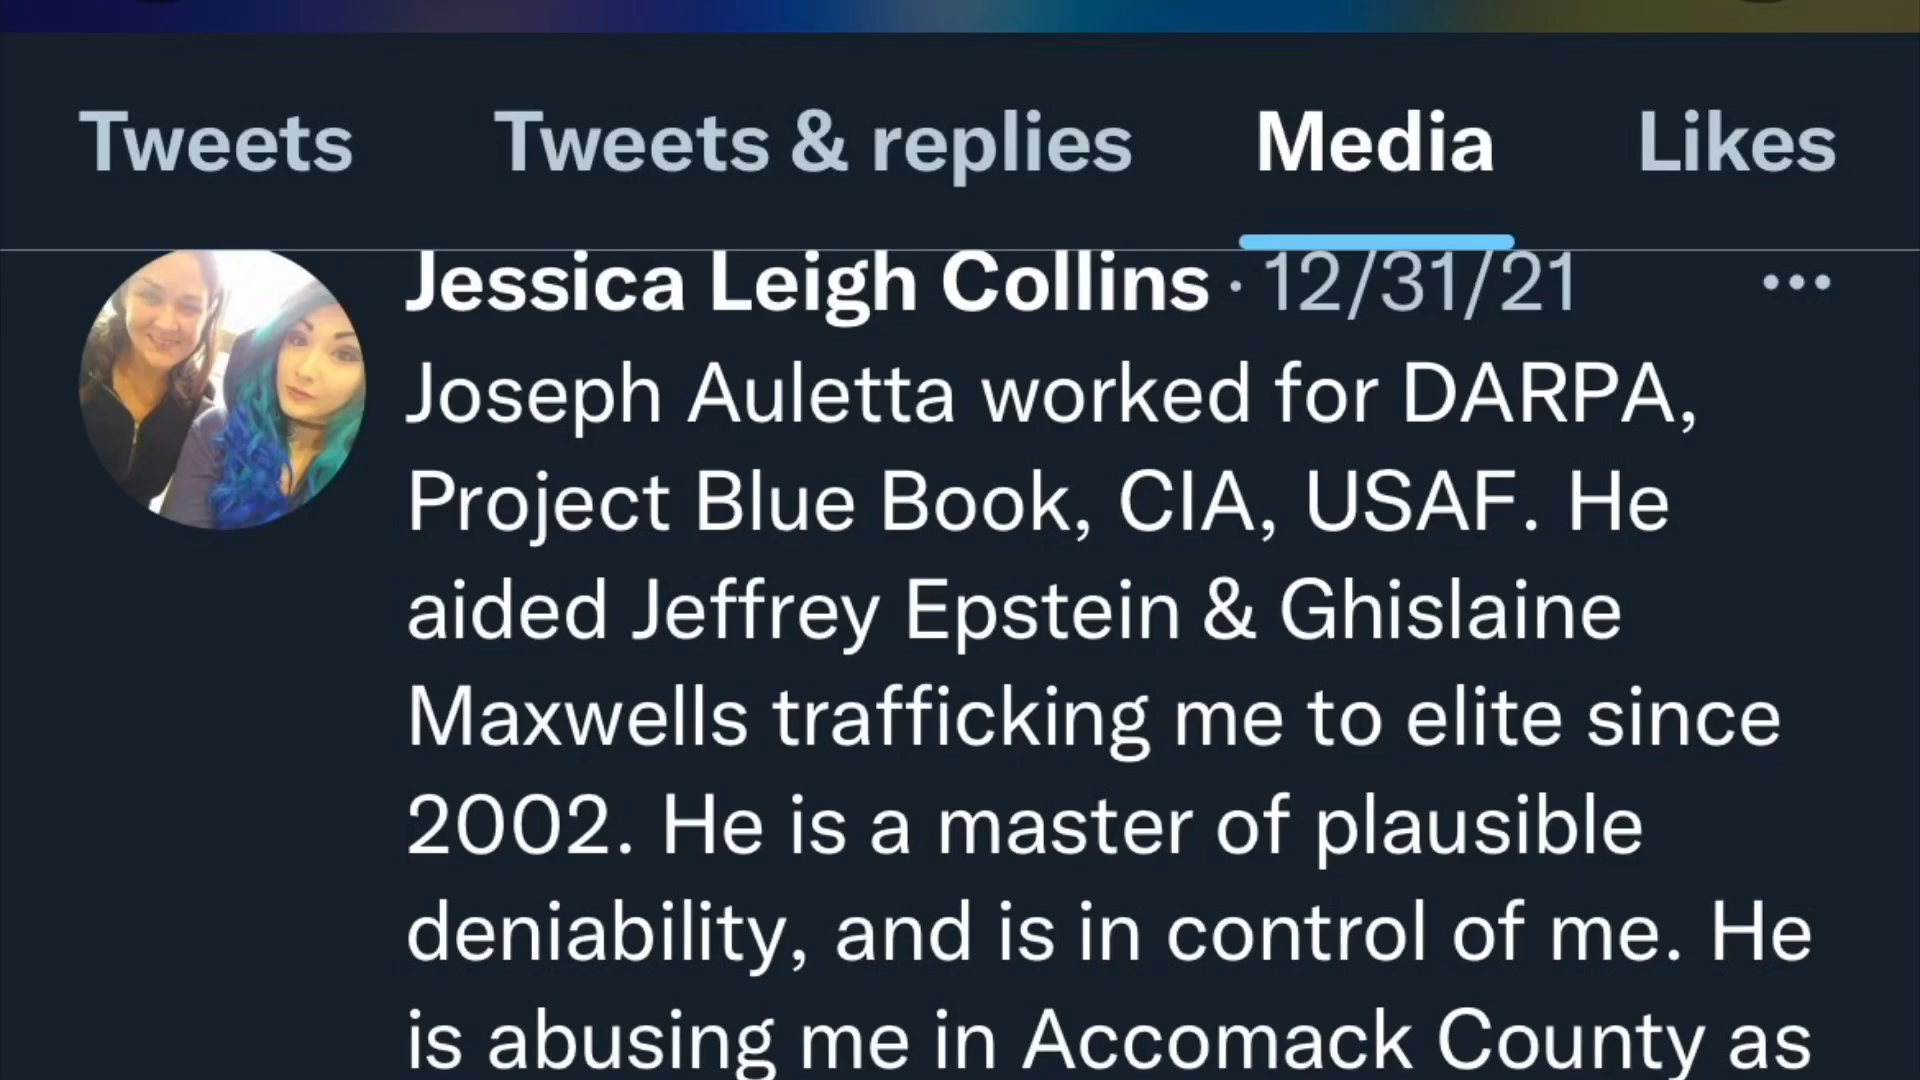 Tweets Tweets & replies Media Likes
Jessica Leigh Collins · 12/31/21 ...
Joseph Auletta worked for DARPA,
Project Blue Book, CIA, USAF. He
aided Jeffrey Epstein & Ghislaine
Maxwells trafficking me to elite since
2002. He is a master of plausible
deniability, and is in control of me. He
is abusing me in Accomack County as